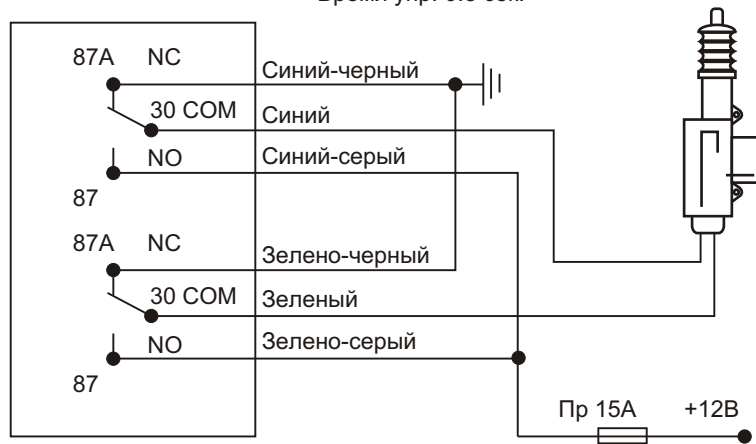 87A NC
Синий-черный
30 COM
Синий
NO
Синий-серый
87
87A NC
Зелено-черный
30 COM
Зеленый
NO
Зелено-серый
87
Пр 15А +12В